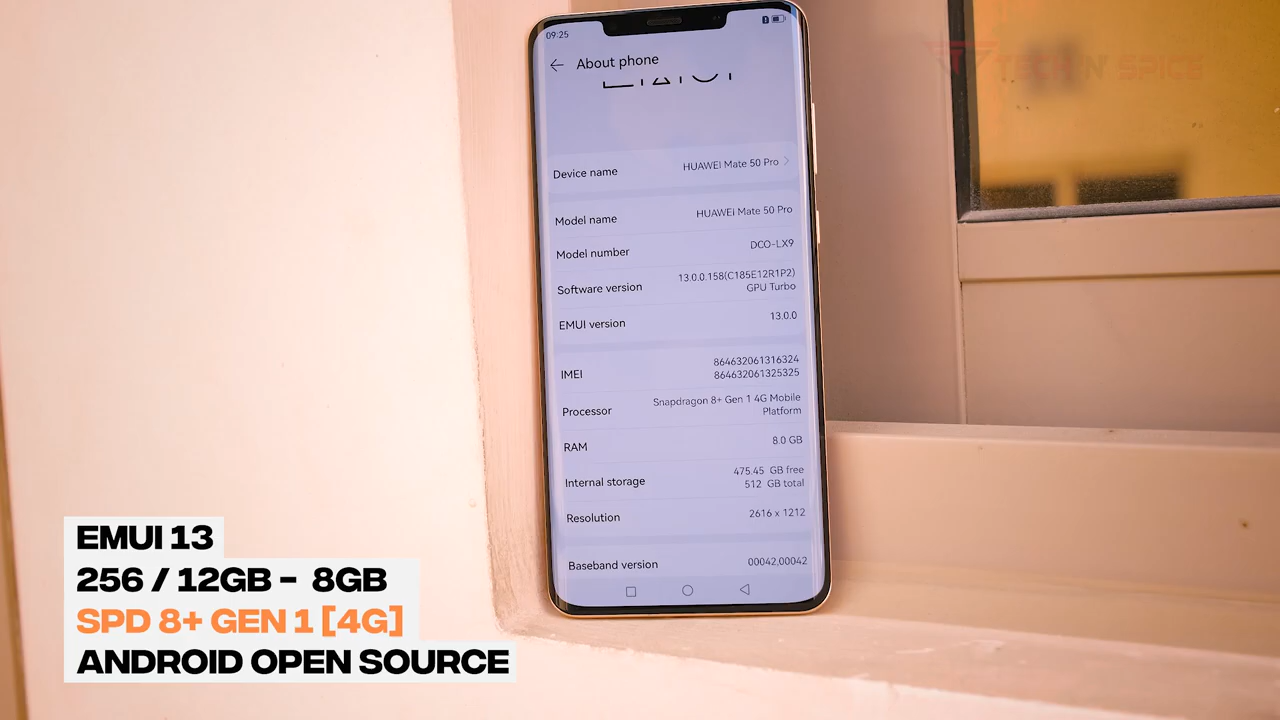 09:25
About phone
TECH N' SPICE
Device name HUAWEI Mate 50 Pro
Model name HUAWEI Mate 50 Pro
Model number DCO-LX9
Software version 13.0.0.158(C185E12R1P2)
GPU Turbo
EMUI version 13.0.0
IMEI 864632061316324
864632061325325
Processor Snapdragon 8+ Gen 1 4G Mobile
Platform
RAM 8.0 GB
Internal storage 475.45 GB free
512 GB total
Resolution 2616 x 1212
Baseband version 00042,00042
EMUI 13
256 / 12GB - 8GB
SPD 8+ GEN 1 [4G]
ANDROID OPEN SOURCE